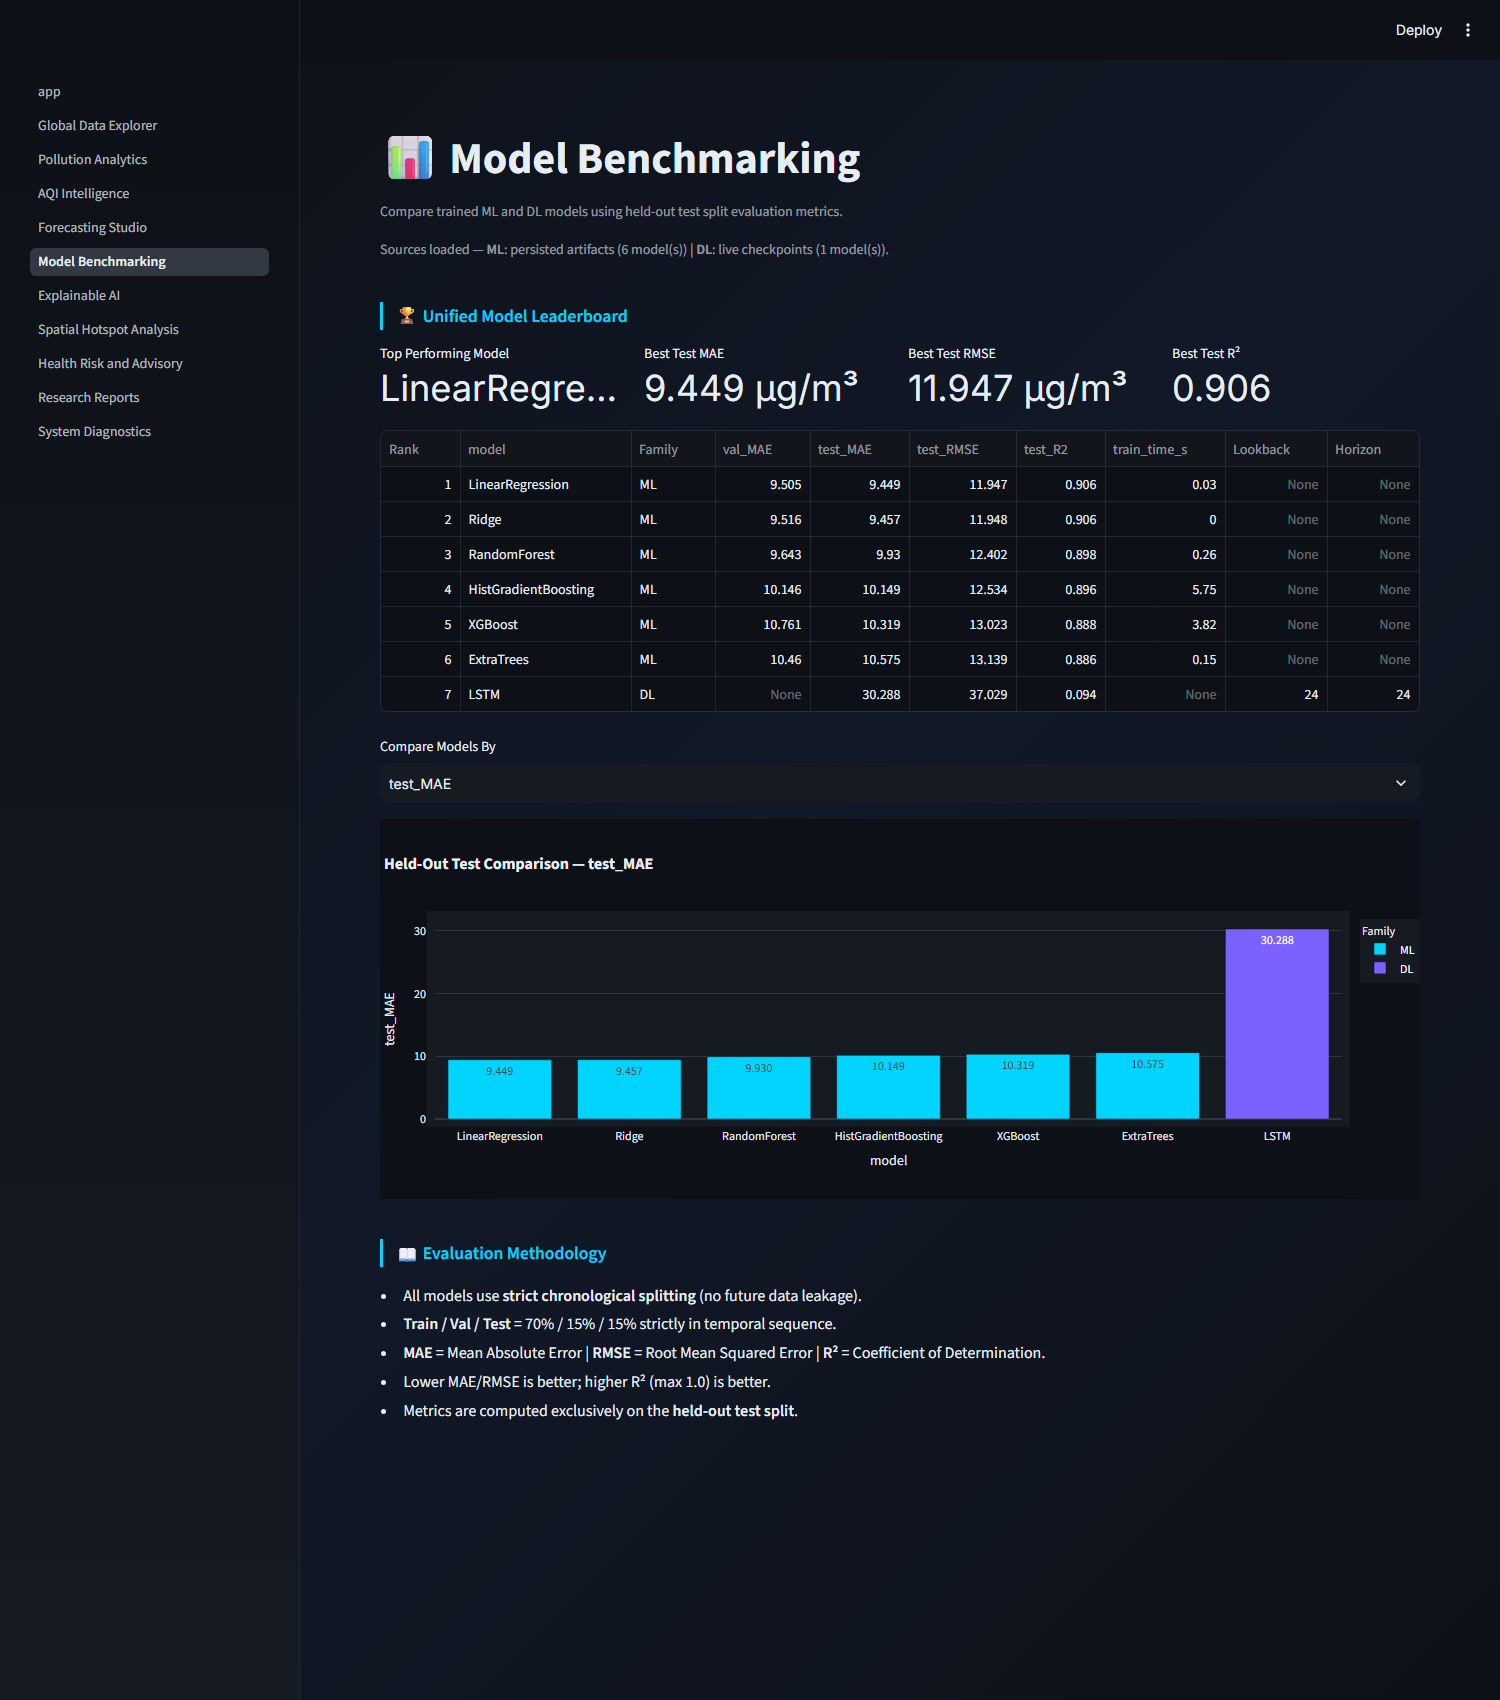 Deploy
app
Global Data Explorer
Pollution Analytics
AQI Intelligence
Forecasting Studio
Model Benchmarking
Explainable AI
Spatial Hotspot Analysis
Health Risk and Advisory
Research Reports
System Diagnostics
Model Benchmarking
Compare trained ML and DL models using held-out test split evaluation metrics.
Sources loaded — ML: persisted artifacts (6 model(s)) | DL: live checkpoints (1 model(s)).
Unified Model Leaderboard
Top Performing Model Best Test MAE Best Test RMSE Best Test R²
LinearRegre... 9.449 µg/m³ 11.947 µg/m³ 0.906
Rank model Family val_MAE test_MAE test_RMSE test_R2 train_time_s Lookback Horizon
1 LinearRegression ML 9.505 9.449 11.947 0.906 0.03 None None
2 Ridge ML 9.516 9.457 11.948 0.906 0 None None
3 RandomForest ML 9.643 9.93 12.402 0.898 0.26 None None
4 HistGradientBoosting ML 10.146 10.149 12.534 0.896 5.75 None None
5 XGBoost ML 10.761 10.319 13.023 0.888 3.82 None None
6 ExtraTrees ML 10.46 10.575 13.139 0.886 0.15 None None
7 LSTM DL None 30.288 37.029 0.094 None 24 24
Compare Models By
test_MAE
Held-Out Test Comparison — test_MAE
Family
ML
DL
test_MAE
30
20
10
0
9.449 9.457 9.930 10.149 10.319 10.575 30.288
LinearRegression Ridge RandomForest HistGradientBoosting XGBoost ExtraTrees LSTM
model
Evaluation Methodology
• All models use strict chronological splitting (no future data leakage).
• Train / Val / Test = 70% / 15% / 15% strictly in temporal sequence.
• MAE = Mean Absolute Error | RMSE = Root Mean Squared Error | R² = Coefficient of Determination.
• Lower MAE/RMSE is better; higher R² (max 1.0) is better.
• Metrics are computed exclusively on the held-out test split.